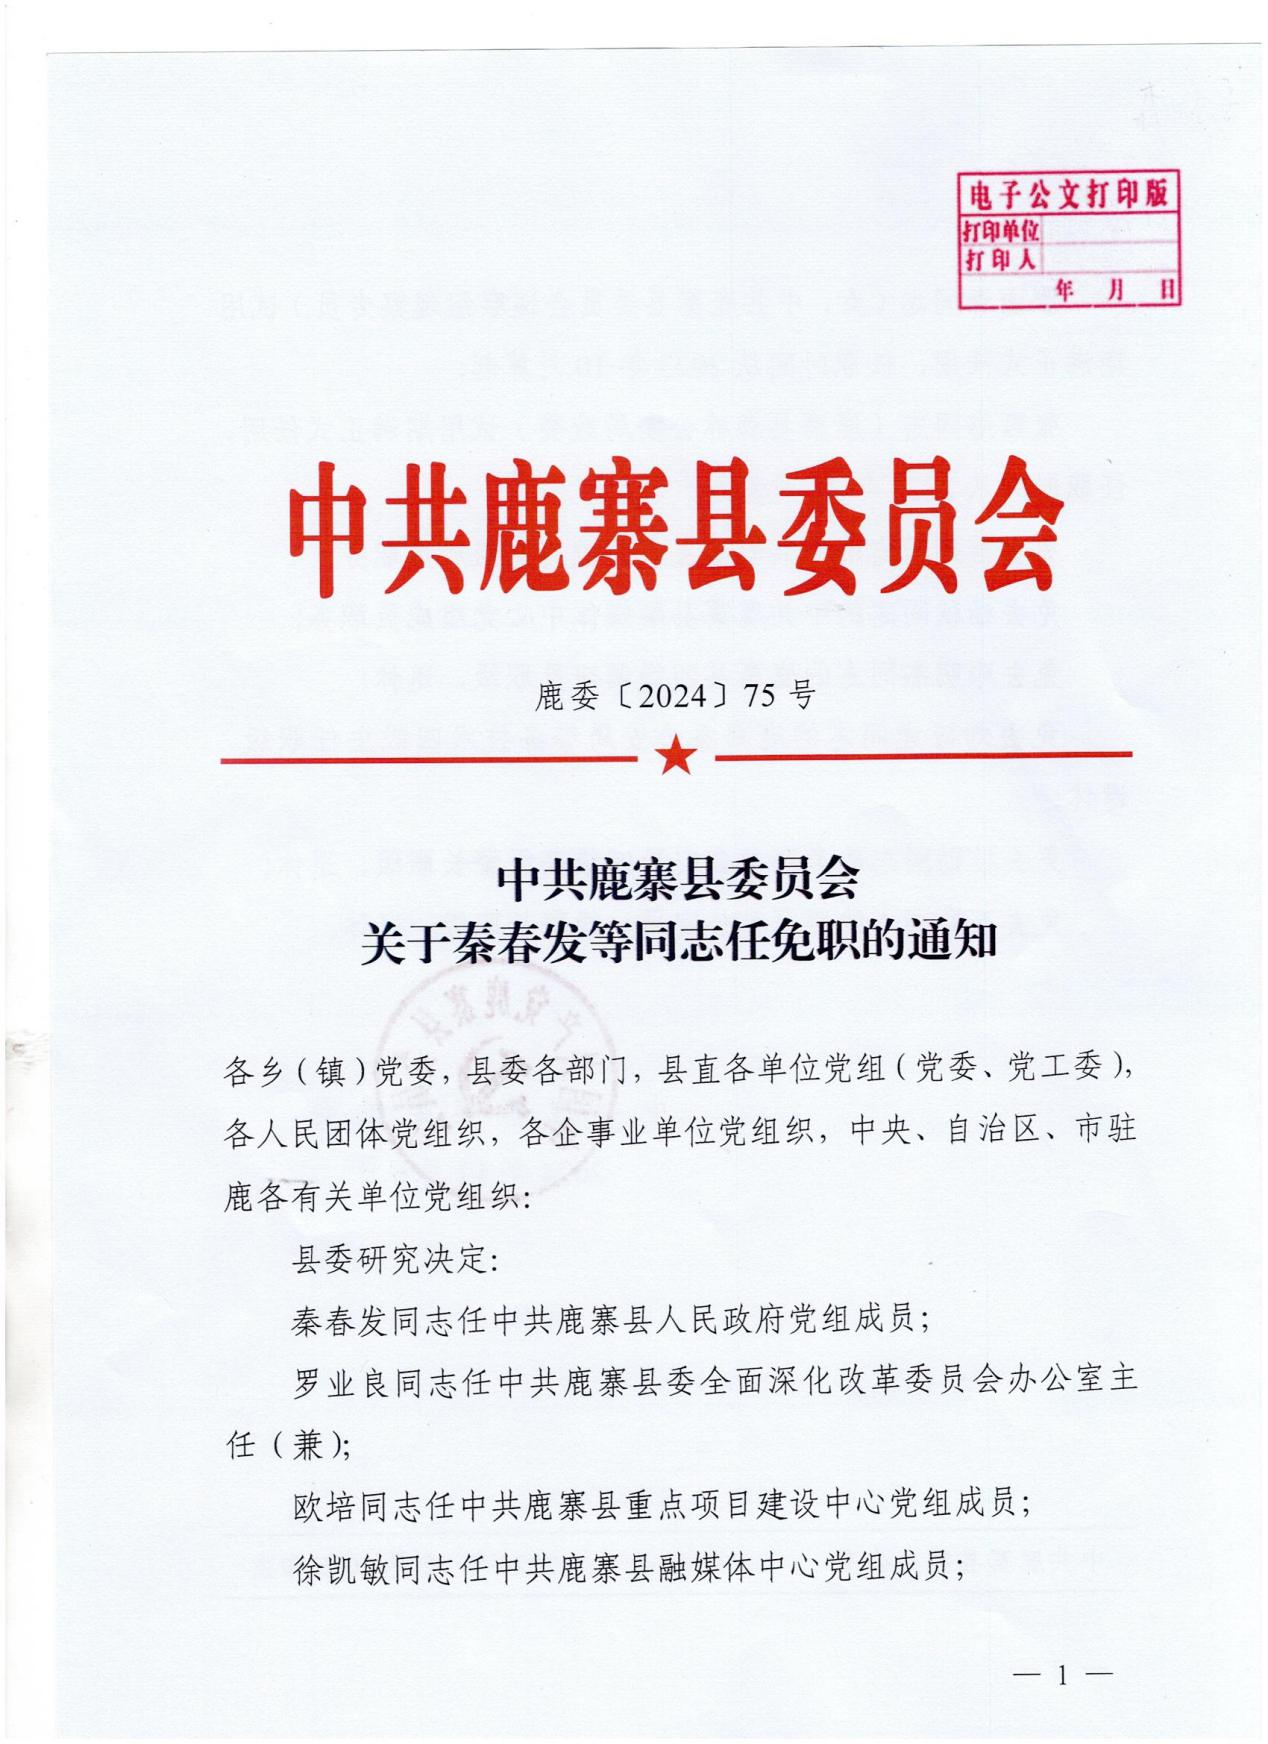 电子公文打印版
打印单位
打印人
年 月 日
中共鹿寨县委员会
鹿委〔2024〕75号
中共鹿寨县委员会
关于秦春发等同志任免职的通知
各乡(镇)党委,县委各部门,县直各单位党组(党委、党工委),
各人民团体党组织,各企事业单位党组织,中央、自治区、市驻
鹿各有关单位党组织:
县委研究决定:
秦春发同志任中共鹿寨县人民政府党组成员;
罗业良同志任中共鹿寨县委全面深化改革委员会办公室主
任(兼);
欧培同志任中共鹿寨县重点项目建设中心党组成员;
徐凯敏同志任中共鹿寨县融媒体中心党组成员;
— 1 —